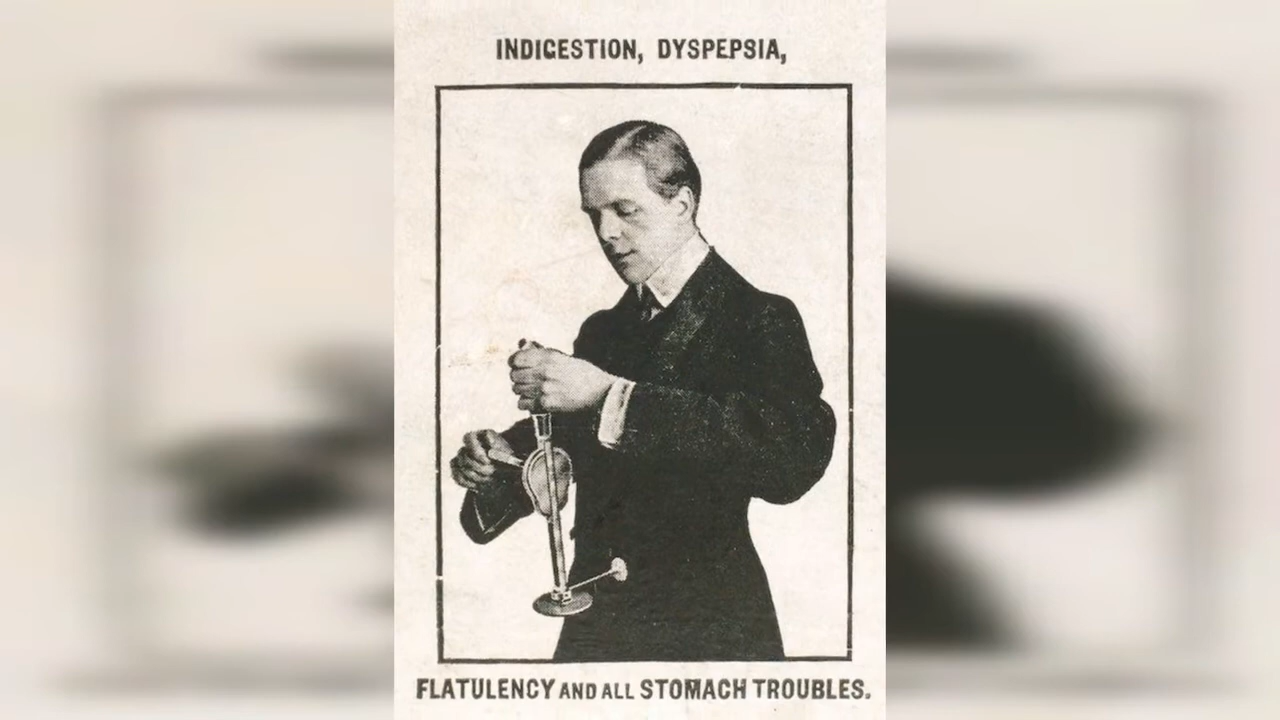 INDIGESTION, DYSPEPSIA,
FLATULENCY AND ALL STOMACH TROUBLES.